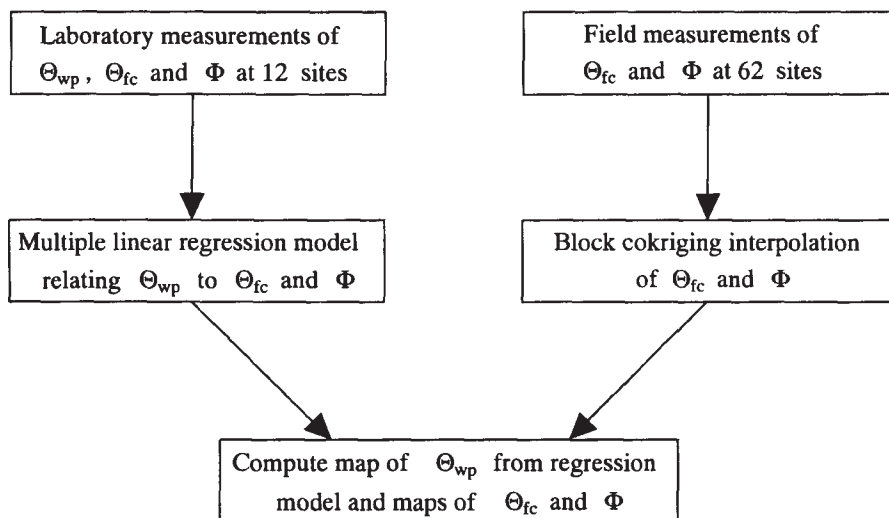 Laboratory measurements of
Θwp, Θfc and Φ at 12 sites
Field measurements of
Θfc and Φ at 62 sites
Multiple linear regression model
relating Θwp to Θfc and Φ
Block cokriging interpolation
of Θfc and Φ
Compute map of Θwp from regression
model and maps of Θfc and Φ